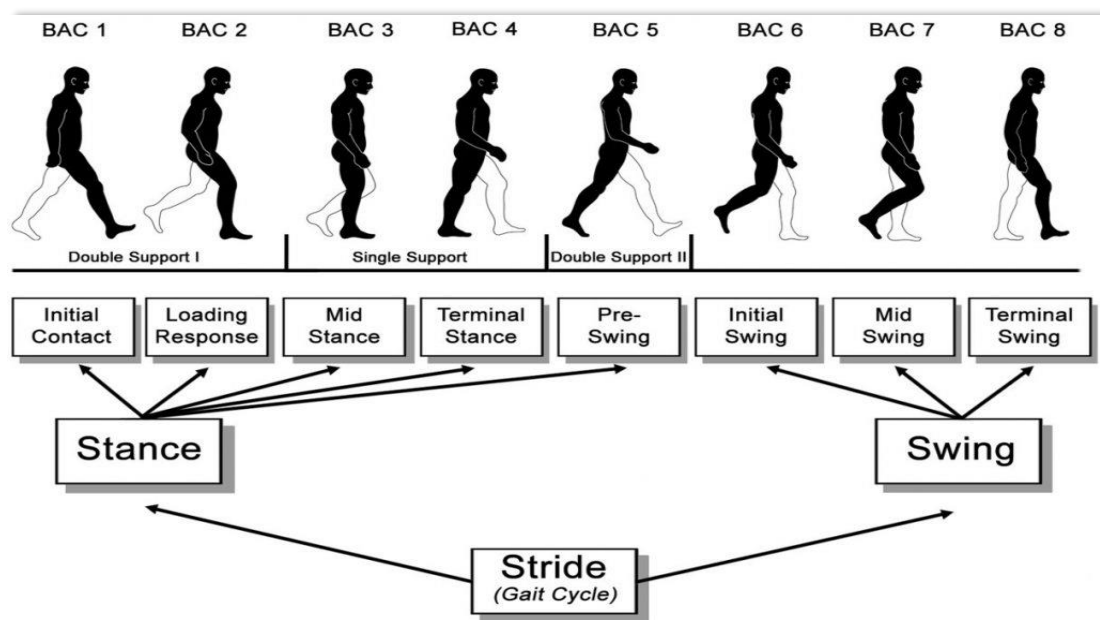 BAC 1 BAC 2 BAC 3 BAC 4 BAC 5 BAC 6 BAC 7 BAC 8
Double Support I Single Support Double Support II
Initial Contact
Loading Response
Mid Stance
Terminal Stance
Pre-Swing
Initial Swing
Mid Swing
Terminal Swing
Stance Swing
Stride
(Gait Cycle)